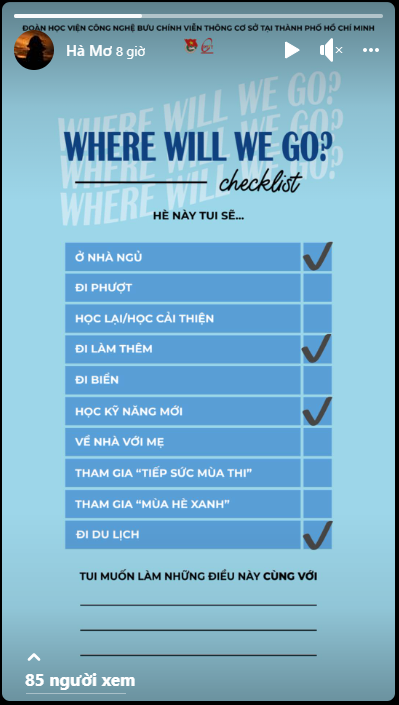 ĐOÀN HỌC VIỆN CÔNG NGHỆ BƯU CHÍNH VIỄN THÔNG CƠ SỞ TẠI THÀNH PHỐ HỒ CHÍ MINH
Hà Mơ 8 giờ
WHERE WILL WE GO?
WHERE WILL WE GO?
WHERE WILL WE GO?
WHERE WILL WE GO?
checklist
HÈ NÀY TUI SẼ...
Ở NHÀ NGỦ
ĐI PHƯỢT
HỌC LẠI/HỌC CẢI THIỆN
ĐI LÀM THÊM
ĐI BIỂN
HỌC KỸ NĂNG MỚI
VỀ NHÀ VỚI MẸ
THAM GIA “TIẾP SỨC MÙA THI”
THAM GIA “MÙA HÈ XANH”
ĐI DU LỊCH
TUI MUỐN LÀM NHỮNG ĐIỀU NÀY CÙNG VỚI
85 người xem